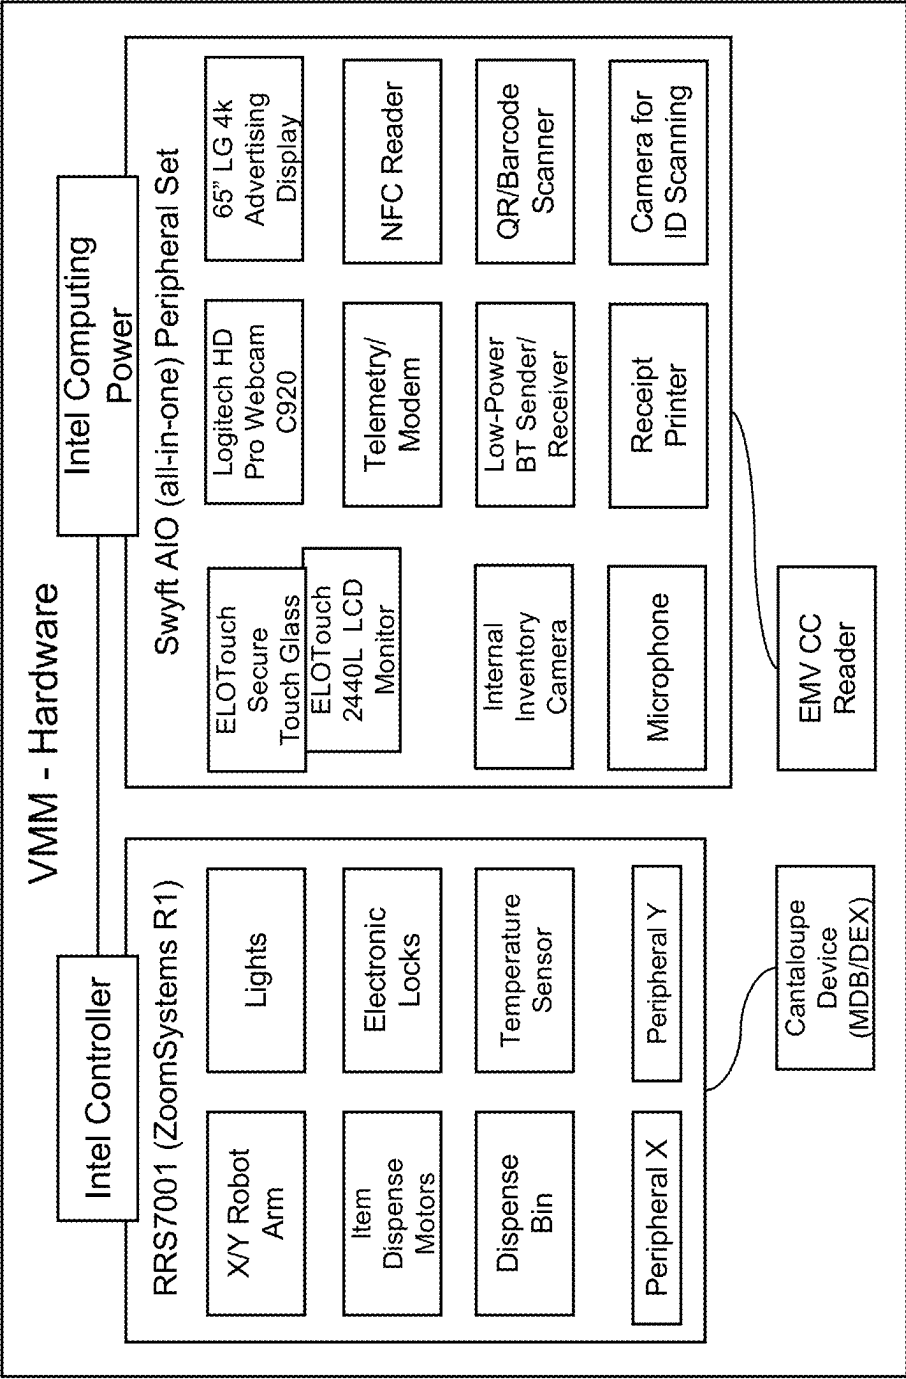 VMM - Hardware
Intel Controller
RRS7001 (ZoomSystems R1)
X/Y Robot
Arm
Lights
Item
Dispense
Motors
Electronic
Locks
Dispense
Bin
Temperature
Sensor
Peripheral X
Peripheral Y
Cantaloupe
Device
(MDB/DEX)
Intel Computing
Power
Swyft AIO (all-in-one) Peripheral Set
ELOTouch
Secure
Touch Glass
ELOTouch
2440L LCD
Monitor
Logitech HD
Pro Webcam
C920
65” LG 4k
Advertising
Display
Telemetry/
Modem
NFC Reader
Internal
Inventory
Camera
Low-Power
BT Sender/
Receiver
QR/Barcode
Scanner
Microphone
Receipt
Printer
Camera for
ID Scanning
EMV CC
Reader